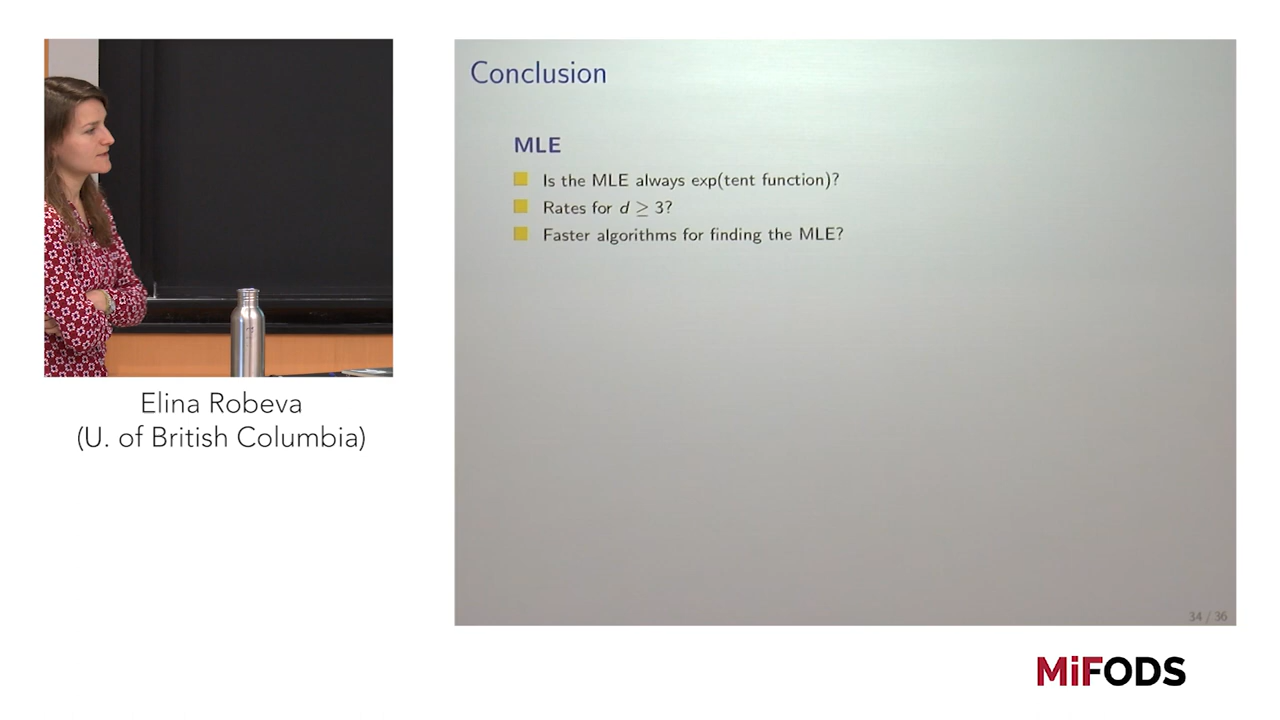 Conclusion
MLE
Is the MLE always exp(tent function)?
Rates for d ≥ 3?
Faster algorithms for finding the MLE?
34 / 36
Elina Robeva
(U. of British Columbia)
MiFODS